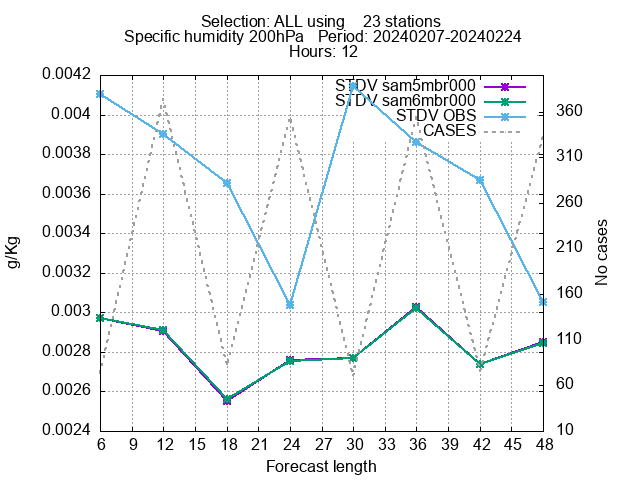 Selection: ALL using    23 stations
Specific humidity 200hPa   Period: 20240207-20240224
Hours: 12
STDV sam5mbr000
STDV sam6mbr000
STDV OBS
CASES
0.0042
0.004
0.0038
0.0036
0.0034
0.0032
0.003
0.0028
0.0026
0.0024
g/Kg
360
310
260
210
160
110
60
10
No cases
6 9 12 15 18 21 24 27 30 33 36 39 42 45 48
Forecast length